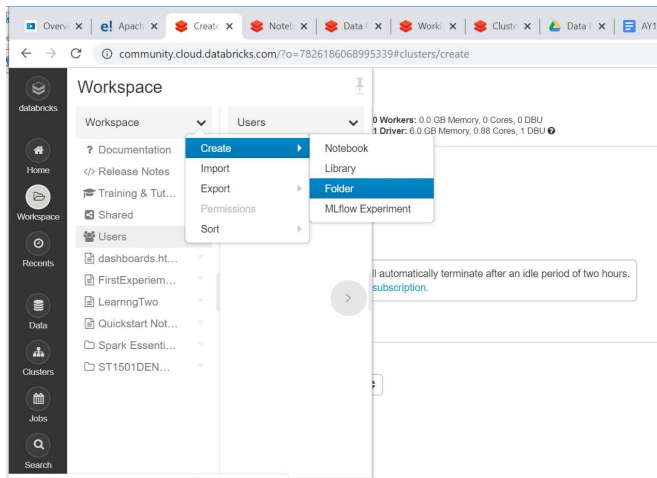 Overv
Apach
Create
Noteb
Data
Worki
Cluste
Data
AY1
community.cloud.databricks.com/?o=7826186068995339#clusters/create
databricks
Home
Workspace
Recents
Data
Clusters
Jobs
Search
Workspace
Workspace
? Documentation
</> Release Notes
Training & Tut...
Shared
Users
dashboards.ht...
FirstExperiem...
LearnngTwo
Quickstart Not...
Spark Essenti...
ST1501DEN...
Users
Create
Import
Export
Permissions
Sort
Notebook
Library
Folder
MLflow Experiment
0 Workers: 0.0 GB Memory, 0 Cores, 0 DBU
1 Driver: 6.0 GB Memory, 0.88 Cores, 1 DBU
ll automatically terminate after an idle period of two hours.
subscription.